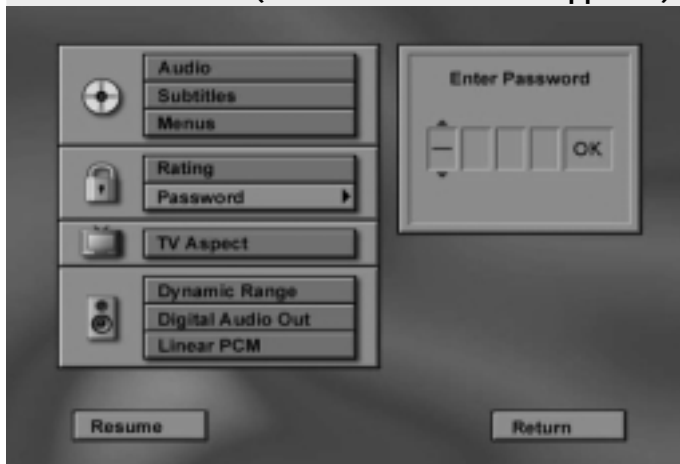 Audio
Subtitles
Menus
Rating
Password
TV Aspect
Dynamic Range
Digital Audio Out
Linear PCM
Enter Password
— OK
Resume
Return